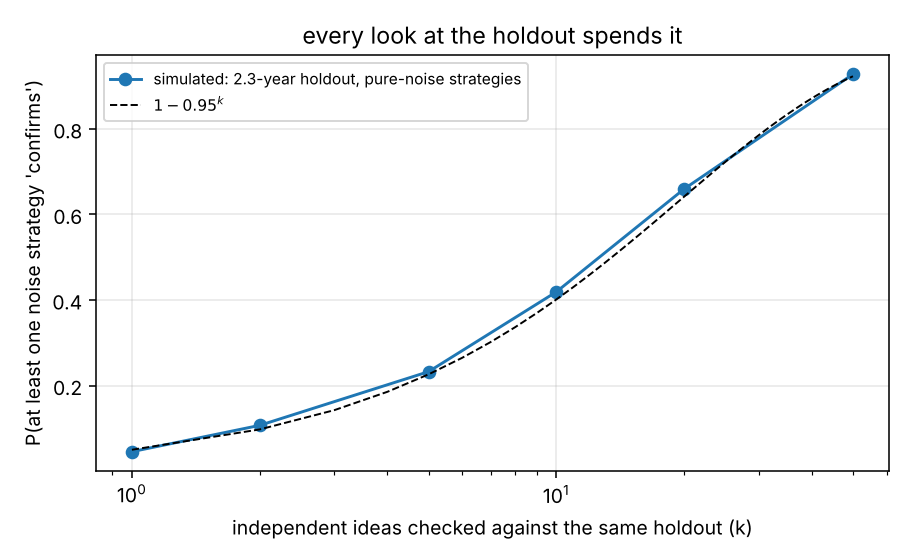 every look at the holdout spends it
simulated: 2.3-year holdout, pure-noise strategies
1 − 0.95^k
P(at least one noise strategy 'confirms')
0.8
0.6
0.4
0.2
10^0
10^1
independent ideas checked against the same holdout (k)